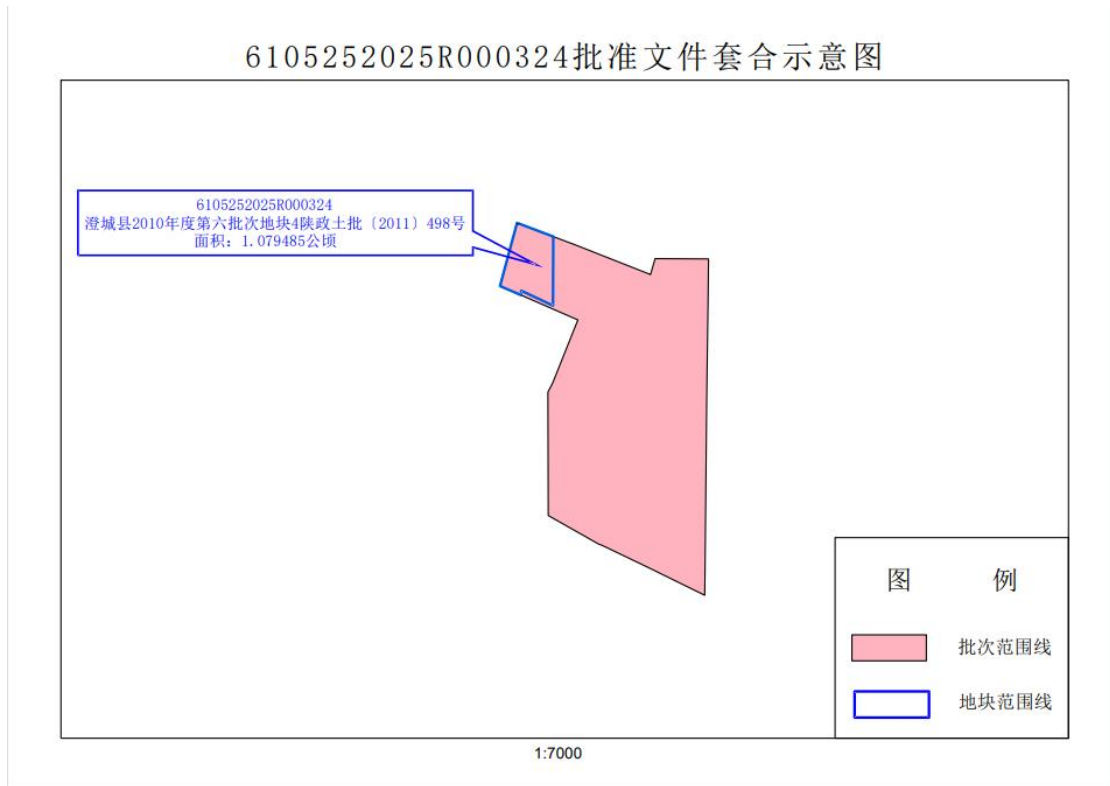 6105252025R000324批准文件套合示意图
6105252025R000324
澄城县2010年度第六批次地块4陕政土批〔2011〕498号
面积：1.079485公顷
图 例
批次范围线
地块范围线
1:7000